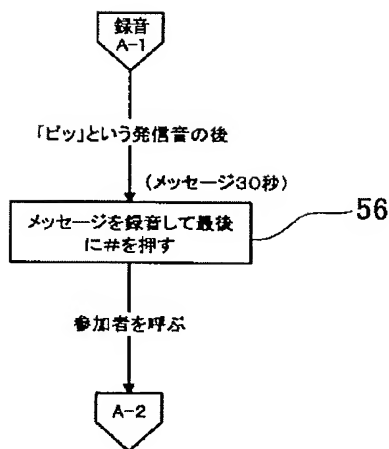 録音
A-1
「ピッ」という発信音の後
(メッセージ30秒)
メッセージを録音して最後
に#を押す
56
参加者を呼ぶ
A-2